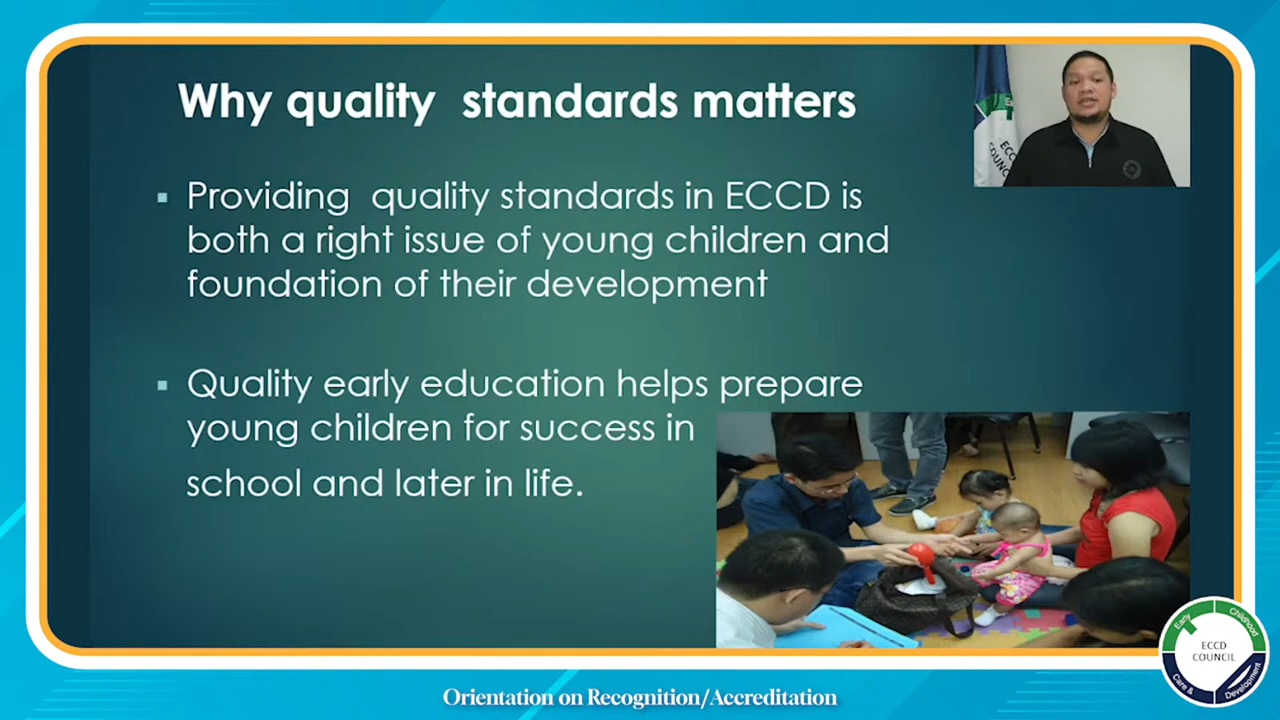 Why quality standards matters
▪ Providing quality standards in ECCD is
both a right issue of young children and
foundation of their development
▪ Quality early education helps prepare
young children for success in
school and later in life.
ECCD
COUNCIL
Early Childhood
Care & Development
ECCD
COUNCIL
Orientation on Recognition/Accreditation